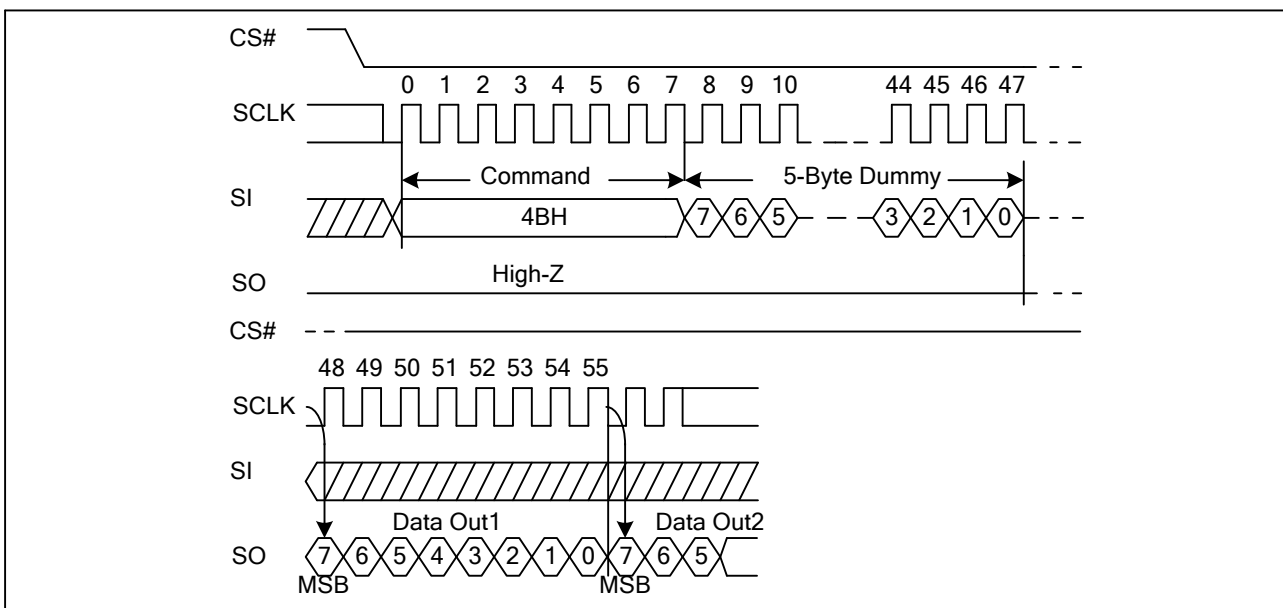 CS#
0 1 2 3 4 5 6 7 8 9 10 44 45 46 47
SCLK
Command 5-Byte Dummy
SI
4BH 7 6 5 3 2 1 0
High-Z
SO
CS#
48 49 50 51 52 53 54 55
SCLK
SI
Data Out1 Data Out2
SO 7 6 5 4 3 2 1 0 7 6 5
MSB MSB